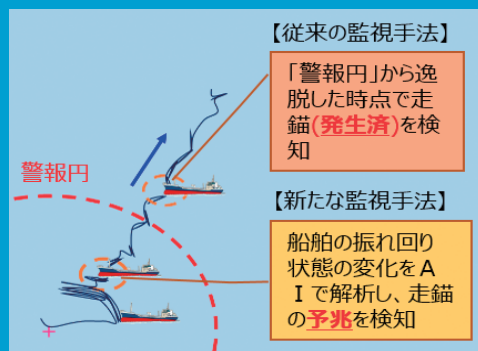 【従来の監視手法】
「警報円」から逸
脱した時点で走
錨(発生済)を検
知
警報円
【新たな監視手法】
船舶の振れ回り
状態の変化をA
Iで解析し、走錨
の予兆を検知